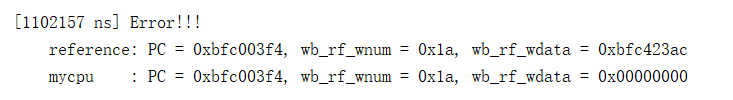 [1102157 ns] Error!!!
reference: PC = 0xbfc003f4, wb_rf_wnum = 0x1a, wb_rf_wdata = 0xbfc423ac
mycpu    : PC = 0xbfc003f4, wb_rf_wnum = 0x1a, wb_rf_wdata = 0x00000000